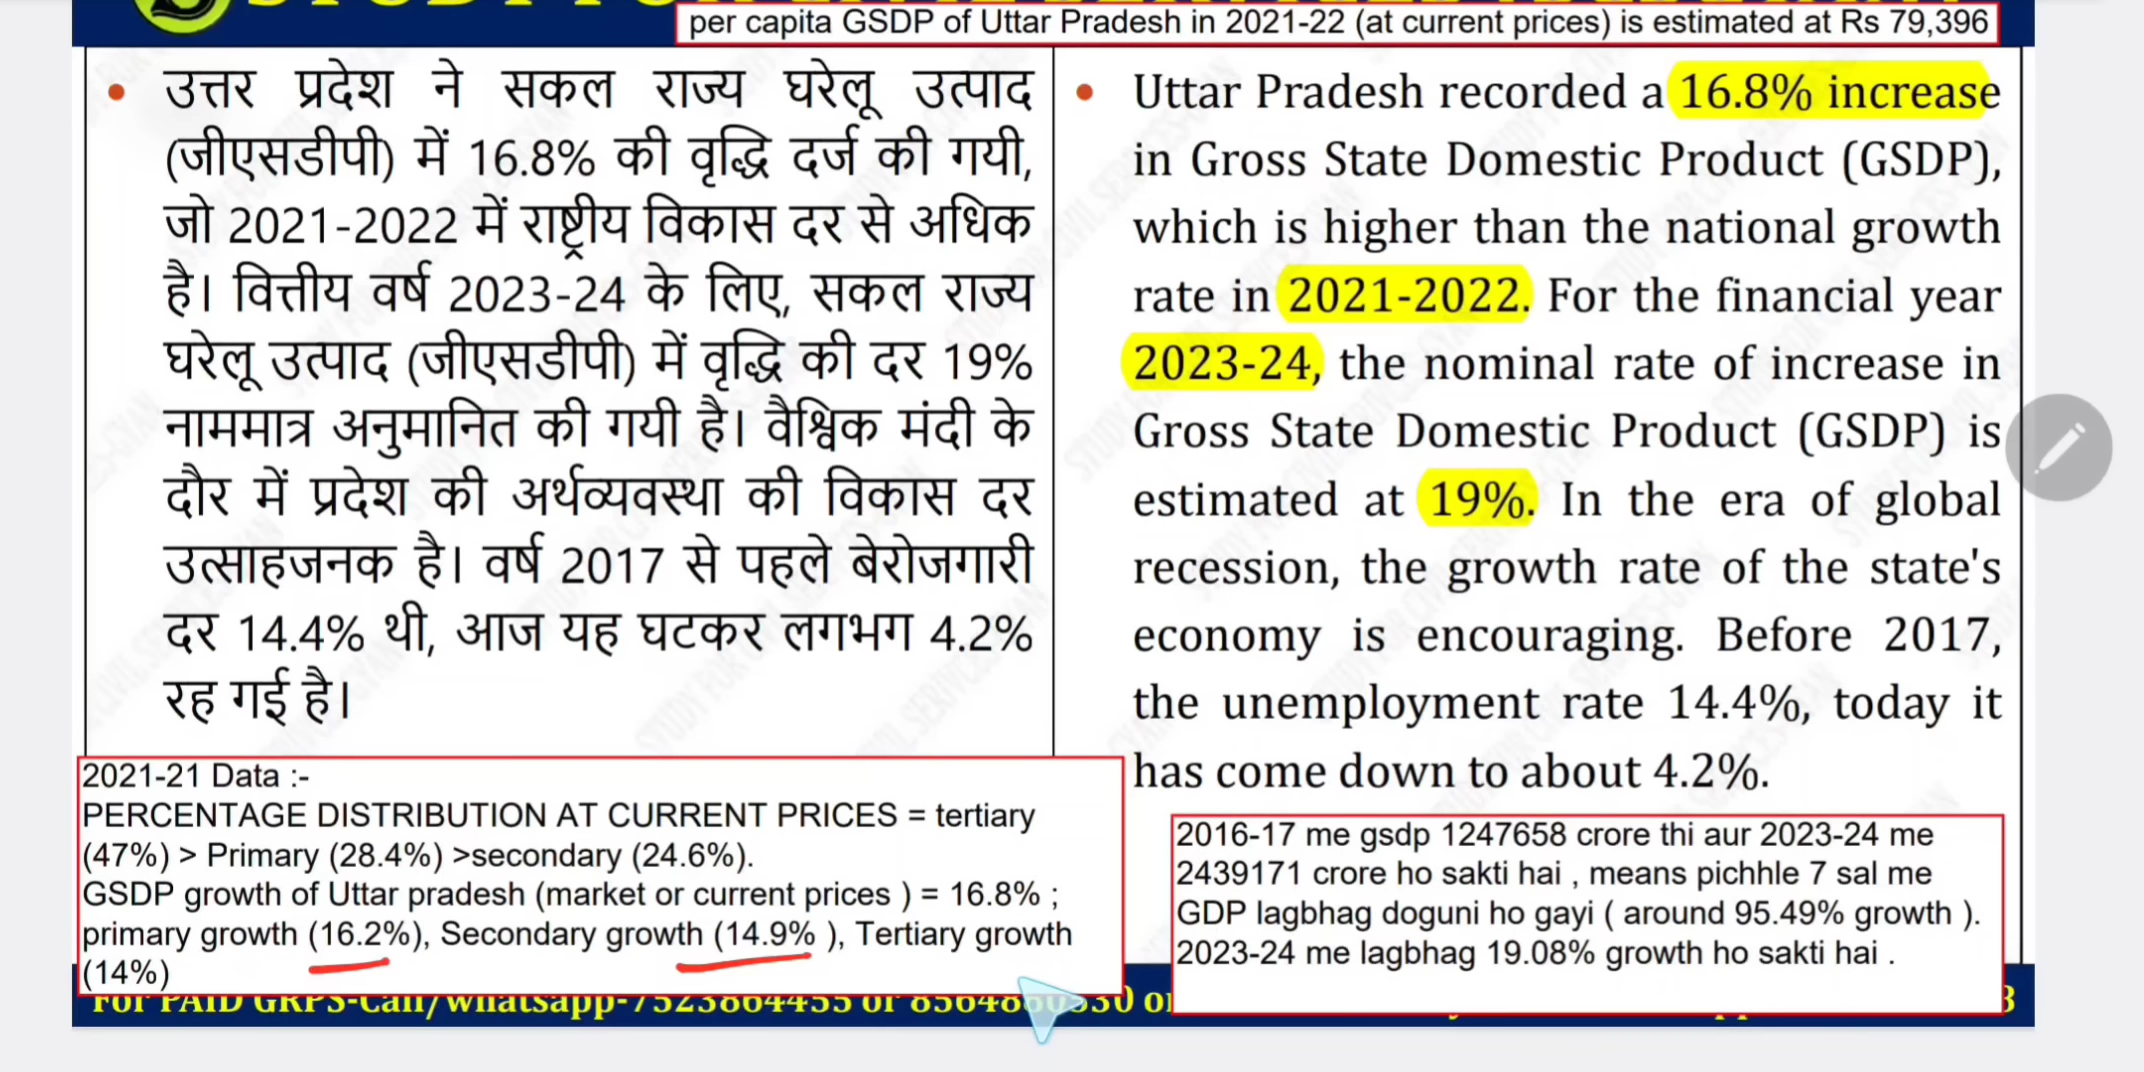 per capita GSDP of Uttar Pradesh in 2021-22 (at current prices) is estimated at Rs 79,396
• उत्तर प्रदेश ने सकल राज्य घरेलू उत्पाद
(जीएसडीपी) में 16.8% की वृद्धि दर्ज की गयी,
जो 2021-2022 में राष्ट्रीय विकास दर से अधिक
है। वित्तीय वर्ष 2023-24 के लिए, सकल राज्य
घरेलू उत्पाद (जीएसडीपी) में वृद्धि की दर 19%
नाममात्र अनुमानित की गयी है। वैश्विक मंदी के
दौर में प्रदेश की अर्थव्यवस्था की विकास दर
उत्साहजनक है। वर्ष 2017 से पहले बेरोजगारी
दर 14.4% थी, आज यह घटकर लगभग 4.2%
रह गई है।
• Uttar Pradesh recorded a 16.8% increase
in Gross State Domestic Product (GSDP),
which is higher than the national growth
rate in 2021-2022. For the financial year
2023-24, the nominal rate of increase in
Gross State Domestic Product (GSDP) is
estimated at 19%. In the era of global
recession, the growth rate of the state's
economy is encouraging. Before 2017,
the unemployment rate 14.4%, today it
has come down to about 4.2%.
2021-21 Data :-
PERCENTAGE DISTRIBUTION AT CURRENT PRICES = tertiary
(47%) > Primary (28.4%) >secondary (24.6%).
GSDP growth of Uttar pradesh (market or current prices ) = 16.8% ;
primary growth (16.2%), Secondary growth (14.9% ), Tertiary growth
(14%)
2016-17 me gsdp 1247658 crore thi aur 2023-24 me
2439171 crore ho sakti hai , means pichhle 7 sal me
GDP lagbhag doguni ho gayi ( around 95.49% growth ).
2023-24 me lagbhag 19.08% growth ho sakti hai .
For PAID GRPS-Call/whatsapp-7523864455 or